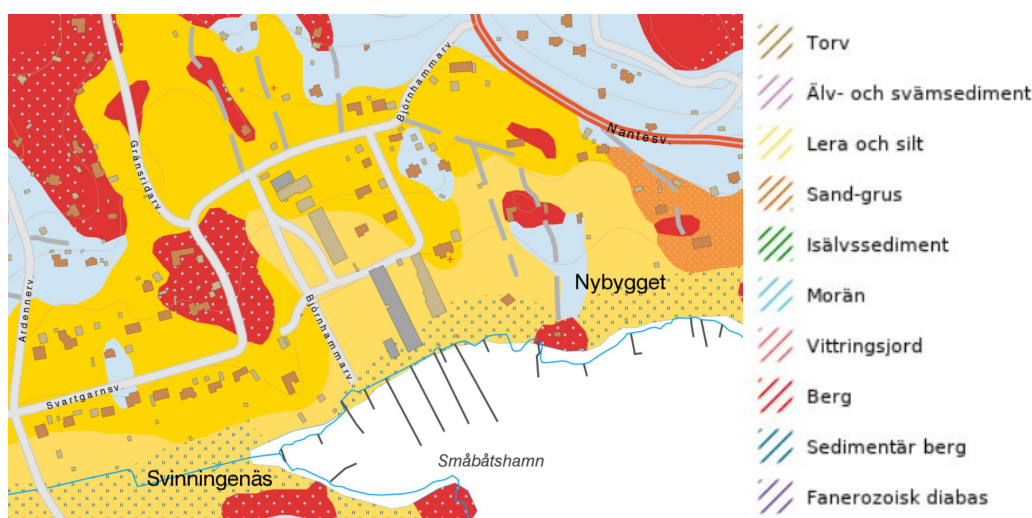 Björnhammarv.
Nantesv.
Gränsridarv.
Ardennerv.
Nybygget
Björnhammarv.
Svartgarnsv.
Småbåtshamn
Svinningenäs
Torv
Älv- och svämsediment
Lera och silt
Sand-grus
Isälvssediment
Morän
Vittringsjord
Berg
Sedimentär berg
Fanerozoisk diabas